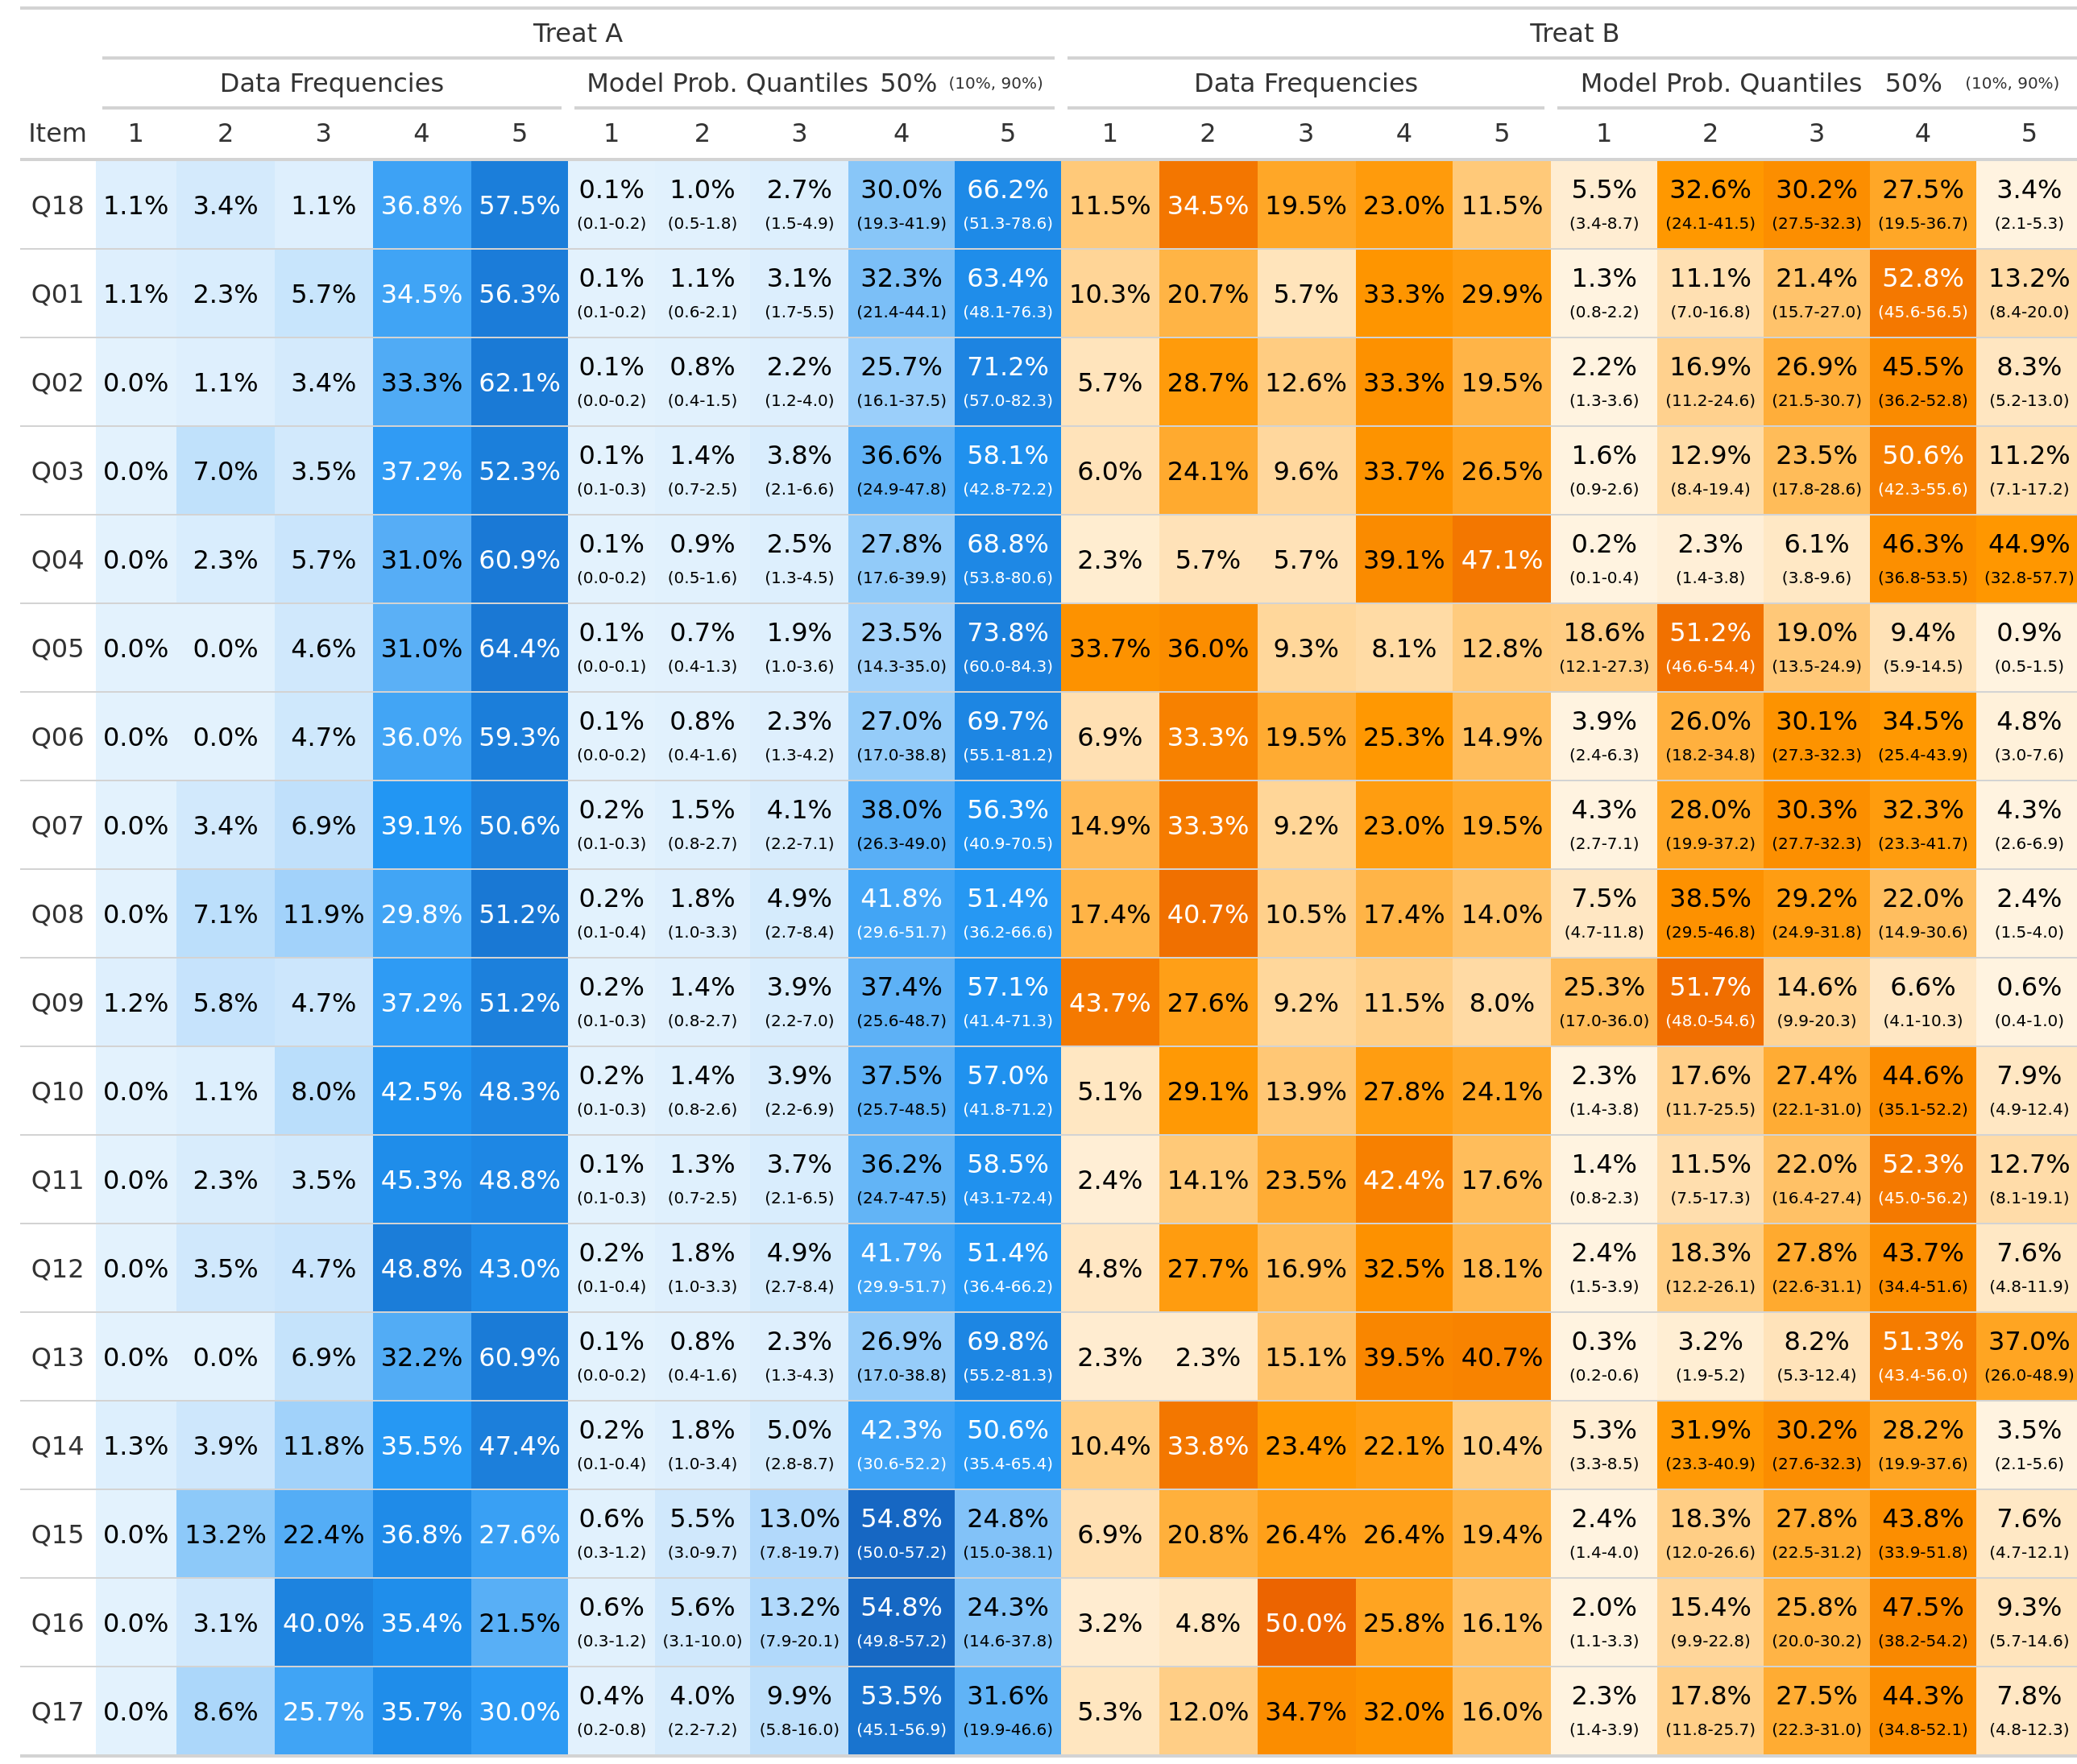 Treat A Treat B
Data Frequencies Model Prob. Quantiles 50% (10%, 90%) Data Frequencies Model Prob. Quantiles 50% (10%, 90%)
Item 1 2 3 4 5 1 2 3 4 5 1 2 3 4 5 1 2 3 4 5
Q18 1.1% 3.4% 1.1% 36.8% 57.5% 0.1% 1.0% 2.7% 30.0% 66.2% 11.5% 34.5% 19.5% 23.0% 11.5% 5.5% 32.6% 30.2% 27.5% 3.4%
(0.1-0.2) (0.5-1.8) (1.5-4.9) (19.3-41.9) (51.3-78.6) (3.4-8.7) (24.1-41.5) (27.5-32.3) (19.5-36.7) (2.1-5.3)
Q01 1.1% 2.3% 5.7% 34.5% 56.3% 0.1% 1.1% 3.1% 32.3% 63.4% 10.3% 20.7% 5.7% 33.3% 29.9% 1.3% 11.1% 21.4% 52.8% 13.2%
(0.1-0.2) (0.6-2.1) (1.7-5.5) (21.4-44.1) (48.1-76.3) (0.8-2.2) (7.0-16.8) (15.7-27.0) (45.6-56.5) (8.4-20.0)
Q02 0.0% 1.1% 3.4% 33.3% 62.1% 0.1% 0.8% 2.2% 25.7% 71.2% 5.7% 28.7% 12.6% 33.3% 19.5% 2.2% 16.9% 26.9% 45.5% 8.3%
(0.0-0.2) (0.4-1.5) (1.2-4.0) (16.1-37.5) (57.0-82.3) (1.3-3.6) (11.2-24.6) (21.5-30.7) (36.2-52.8) (5.2-13.0)
Q03 0.0% 7.0% 3.5% 37.2% 52.3% 0.1% 1.4% 3.8% 36.6% 58.1% 6.0% 24.1% 9.6% 33.7% 26.5% 1.6% 12.9% 23.5% 50.6% 11.2%
(0.1-0.3) (0.7-2.5) (2.1-6.6) (24.9-47.8) (42.8-72.2) (0.9-2.6) (8.4-19.4) (17.8-28.6) (42.3-55.6) (7.1-17.2)
Q04 0.0% 2.3% 5.7% 31.0% 60.9% 0.1% 0.9% 2.5% 27.8% 68.8% 2.3% 5.7% 5.7% 39.1% 47.1% 0.2% 2.3% 6.1% 46.3% 44.9%
(0.0-0.2) (0.5-1.6) (1.3-4.5) (17.6-39.9) (53.8-80.6) (0.1-0.4) (1.4-3.8) (3.8-9.6) (36.8-53.5) (32.8-57.7)
Q05 0.0% 0.0% 4.6% 31.0% 64.4% 0.1% 0.7% 1.9% 23.5% 73.8% 33.7% 36.0% 9.3% 8.1% 12.8% 18.6% 51.2% 19.0% 9.4% 0.9%
(0.0-0.1) (0.4-1.3) (1.0-3.6) (14.3-35.0) (60.0-84.3) (12.1-27.3) (46.6-54.4) (13.5-24.9) (5.9-14.5) (0.5-1.5)
Q06 0.0% 0.0% 4.7% 36.0% 59.3% 0.1% 0.8% 2.3% 27.0% 69.7% 6.9% 33.3% 19.5% 25.3% 14.9% 3.9% 26.0% 30.1% 34.5% 4.8%
(0.0-0.2) (0.4-1.6) (1.3-4.2) (17.0-38.8) (55.1-81.2) (2.4-6.3) (18.2-34.8) (27.3-32.3) (25.4-43.9) (3.0-7.6)
Q07 0.0% 3.4% 6.9% 39.1% 50.6% 0.2% 1.5% 4.1% 38.0% 56.3% 14.9% 33.3% 9.2% 23.0% 19.5% 4.3% 28.0% 30.3% 32.3% 4.3%
(0.1-0.3) (0.8-2.7) (2.2-7.1) (26.3-49.0) (40.9-70.5) (2.7-7.1) (19.9-37.2) (27.7-32.3) (23.3-41.7) (2.6-6.9)
Q08 0.0% 7.1% 11.9% 29.8% 51.2% 0.2% 1.8% 4.9% 41.8% 51.4% 17.4% 40.7% 10.5% 17.4% 14.0% 7.5% 38.5% 29.2% 22.0% 2.4%
(0.1-0.4) (1.0-3.3) (2.7-8.4) (29.6-51.7) (36.2-66.6) (4.7-11.8) (29.5-46.8) (24.9-31.8) (14.9-30.6) (1.5-4.0)
Q09 1.2% 5.8% 4.7% 37.2% 51.2% 0.2% 1.4% 3.9% 37.4% 57.1% 43.7% 27.6% 9.2% 11.5% 8.0% 25.3% 51.7% 14.6% 6.6% 0.6%
(0.1-0.3) (0.8-2.7) (2.2-7.0) (25.6-48.7) (41.4-71.3) (17.0-36.0) (48.0-54.6) (9.9-20.3) (4.1-10.3) (0.4-1.0)
Q10 0.0% 1.1% 8.0% 42.5% 48.3% 0.2% 1.4% 3.9% 37.5% 57.0% 5.1% 29.1% 13.9% 27.8% 24.1% 2.3% 17.6% 27.4% 44.6% 7.9%
(0.1-0.3) (0.8-2.6) (2.2-6.9) (25.7-48.5) (41.8-71.2) (1.4-3.8) (11.7-25.5) (22.1-31.0) (35.1-52.2) (4.9-12.4)
Q11 0.0% 2.3% 3.5% 45.3% 48.8% 0.1% 1.3% 3.7% 36.2% 58.5% 2.4% 14.1% 23.5% 42.4% 17.6% 1.4% 11.5% 22.0% 52.3% 12.7%
(0.1-0.3) (0.7-2.5) (2.1-6.5) (24.7-47.5) (43.1-72.4) (0.8-2.3) (7.5-17.3) (16.4-27.4) (45.0-56.2) (8.1-19.1)
Q12 0.0% 3.5% 4.7% 48.8% 43.0% 0.2% 1.8% 4.9% 41.7% 51.4% 4.8% 27.7% 16.9% 32.5% 18.1% 2.4% 18.3% 27.8% 43.7% 7.6%
(0.1-0.4) (1.0-3.3) (2.7-8.4) (29.9-51.7) (36.4-66.2) (1.5-3.9) (12.2-26.1) (22.6-31.1) (34.4-51.6) (4.8-11.9)
Q13 0.0% 0.0% 6.9% 32.2% 60.9% 0.1% 0.8% 2.3% 26.9% 69.8% 2.3% 2.3% 15.1% 39.5% 40.7% 0.3% 3.2% 8.2% 51.3% 37.0%
(0.0-0.2) (0.4-1.6) (1.3-4.3) (17.0-38.8) (55.2-81.3) (0.2-0.6) (1.9-5.2) (5.3-12.4) (43.4-56.0) (26.0-48.9)
Q14 1.3% 3.9% 11.8% 35.5% 47.4% 0.2% 1.8% 5.0% 42.3% 50.6% 10.4% 33.8% 23.4% 22.1% 10.4% 5.3% 31.9% 30.2% 28.2% 3.5%
(0.1-0.4) (1.0-3.4) (2.8-8.7) (30.6-52.2) (35.4-65.4) (3.3-8.5) (23.3-40.9) (27.6-32.3) (19.9-37.6) (2.1-5.6)
Q15 0.0% 13.2% 22.4% 36.8% 27.6% 0.6% 5.5% 13.0% 54.8% 24.8% 6.9% 20.8% 26.4% 26.4% 19.4% 2.4% 18.3% 27.8% 43.8% 7.6%
(0.3-1.2) (3.0-9.7) (7.8-19.7) (50.0-57.2) (15.0-38.1) (1.4-4.0) (12.0-26.6) (22.5-31.2) (33.9-51.8) (4.7-12.1)
Q16 0.0% 3.1% 40.0% 35.4% 21.5% 0.6% 5.6% 13.2% 54.8% 24.3% 3.2% 4.8% 50.0% 25.8% 16.1% 2.0% 15.4% 25.8% 47.5% 9.3%
(0.3-1.2) (3.1-10.0) (7.9-20.1) (49.8-57.2) (14.6-37.8) (1.1-3.3) (9.9-22.8) (20.0-30.2) (38.2-54.2) (5.7-14.6)
Q17 0.0% 8.6% 25.7% 35.7% 30.0% 0.4% 4.0% 9.9% 53.5% 31.6% 5.3% 12.0% 34.7% 32.0% 16.0% 2.3% 17.8% 27.5% 44.3% 7.8%
(0.2-0.8) (2.2-7.2) (5.8-16.0) (45.1-56.9) (19.9-46.6) (1.4-3.9) (11.8-25.7) (22.3-31.0) (34.8-52.1) (4.8-12.3)